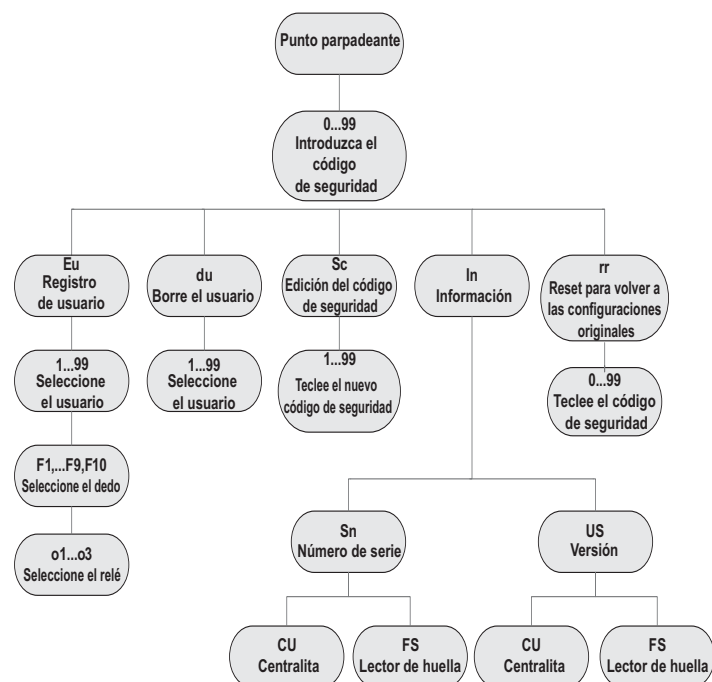 Punto parpadeante
0...99
Introduzca el
código
de seguridad
Eu
Registro
de usuario
du
Borre el usuario
Sc
Edición del código
de seguridad
In
Información
rr
Reset para volver a
las configuraciones
originales
1...99
Seleccione
el usuario
1...99
Seleccione
el usuario
1...99
Teclee el nuevo
código de seguridad
0...99
Teclee el código
de seguridad
F1,...F9,F10
Seleccione el dedo
o1...o3
Seleccione el relé
Sn
Número de serie
US
Versión
CU
Centralita
FS
Lector de huella
CU
Centralita
FS
Lector de huella